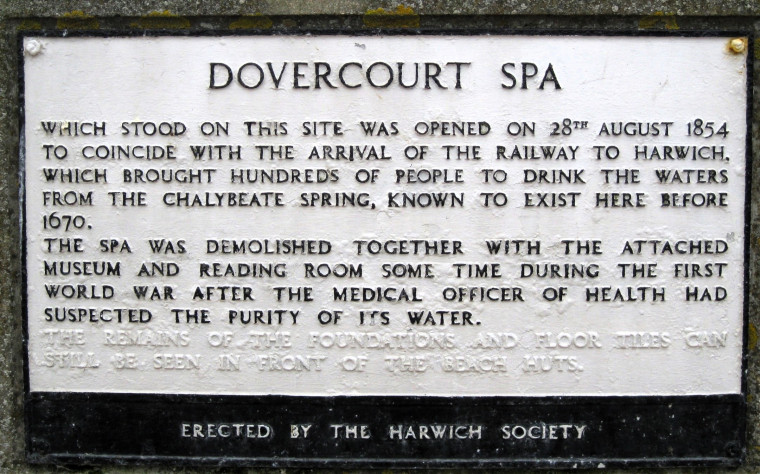 DOVERCOURT SPA
WHICH STOOD ON THIS SITE WAS OPENED ON 28TH AUGUST 1854
TO COINCIDE WITH THE ARRIVAL OF THE RAILWAY TO HARWICH,
WHICH BROUGHT HUNDREDS OF PEOPLE TO DRINK THE WATERS
FROM THE CHALYBEATE SPRING, KNOWN TO EXIST HERE BEFORE
1670.
THE SPA WAS DEMOLISHED TOGETHER WITH THE ATTACHED
MUSEUM AND READING ROOM SOME TIME DURING THE FIRST
WORLD WAR AFTER THE MEDICAL OFFICER OF HEALTH HAD
SUSPECTED THE PURITY OF ITS WATER.
THE REMAINS OF THE FOUNDATIONS AND FLOOR TILES CAN
STILL BE SEEN IN FRONT OF THE BEACH HUTS.
ERECTED BY THE HARWICH SOCIETY